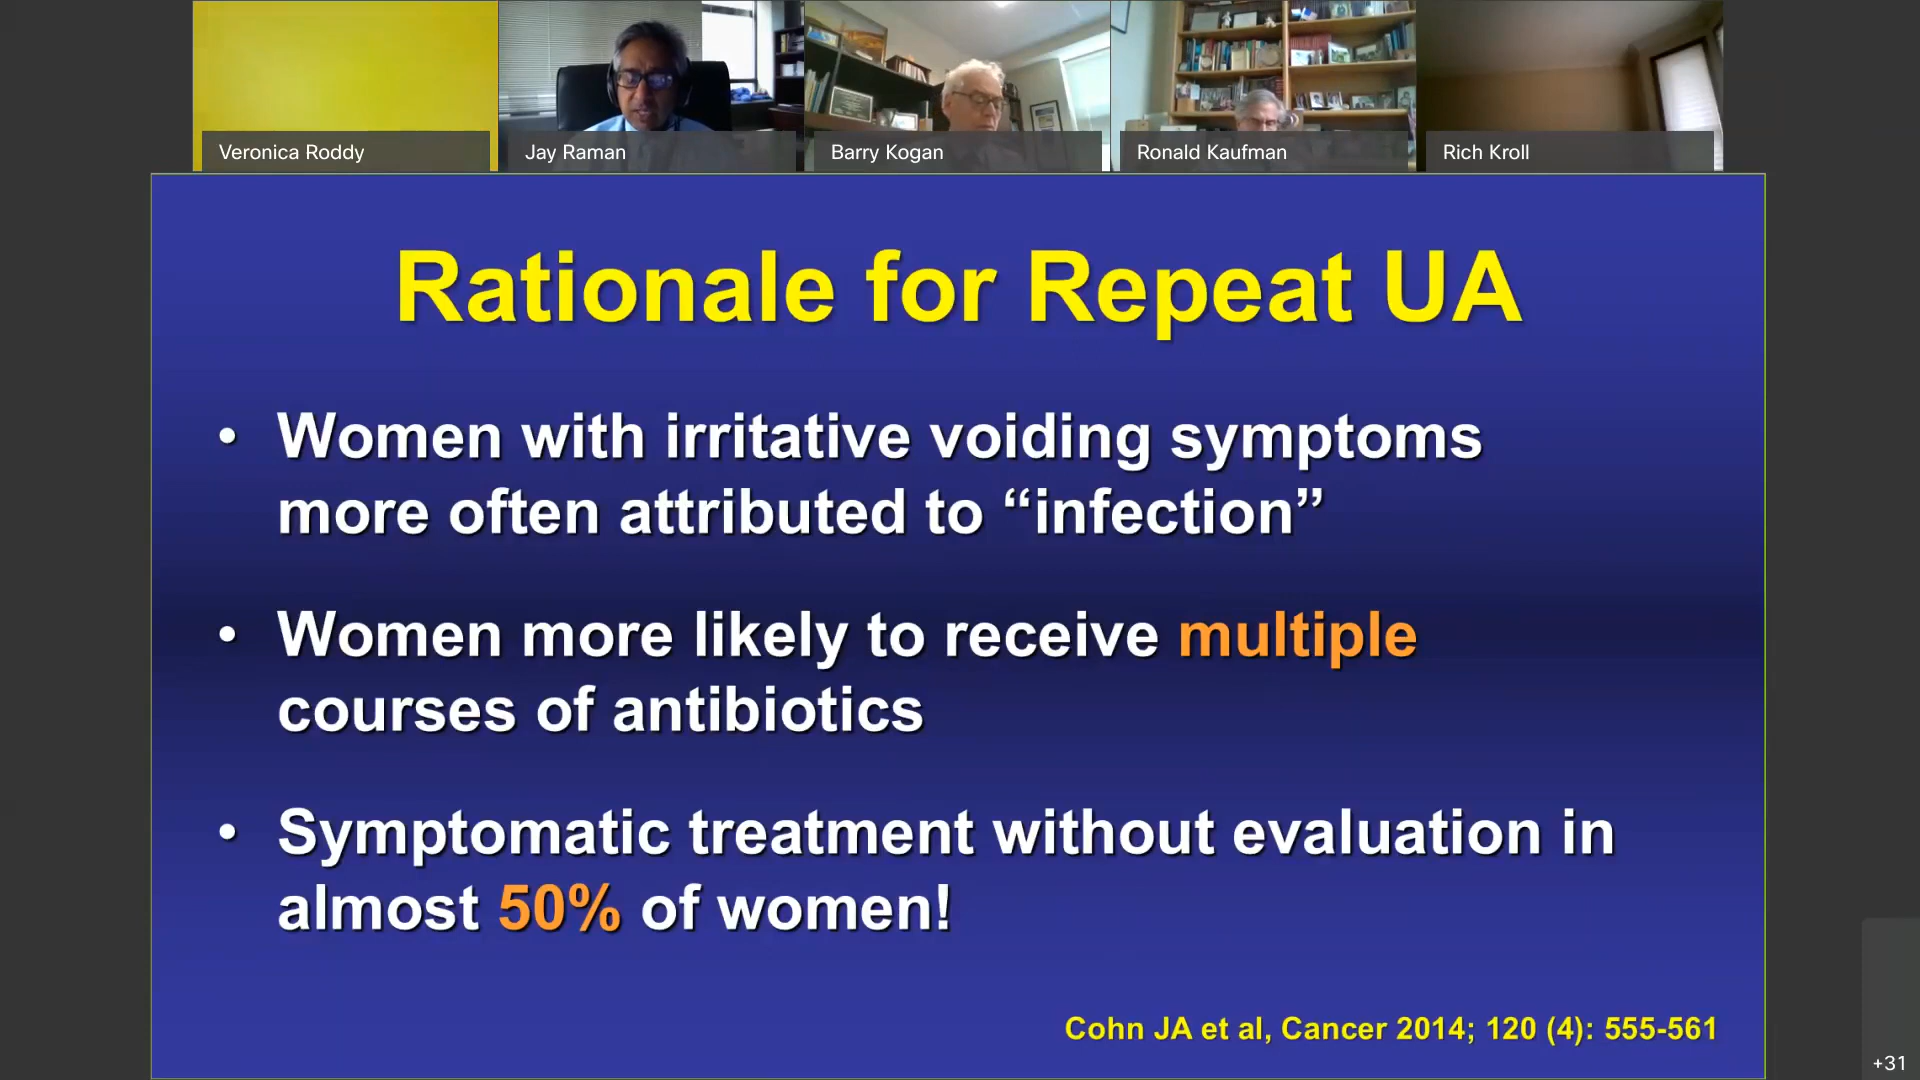 Veronica Roddy
Jay Raman
Barry Kogan
Ronald Kaufman
Rich Kroll
Rationale for Repeat UA
• Women with irritative voiding symptoms
more often attributed to “infection”
• Women more likely to receive multiple
courses of antibiotics
• Symptomatic treatment without evaluation in
almost 50% of women!
Cohn JA et al, Cancer 2014; 120 (4): 555-561
+31